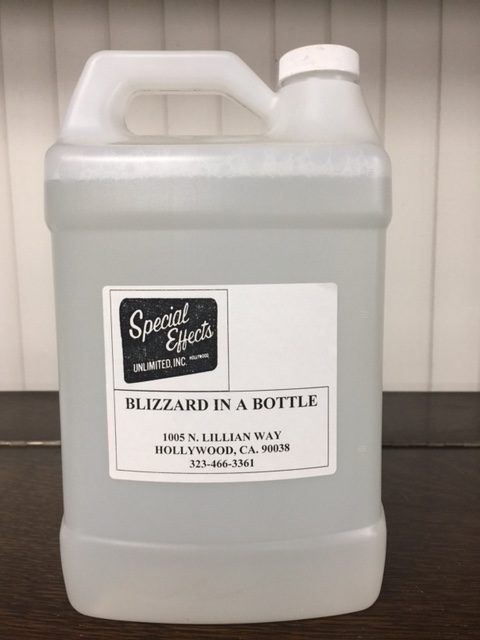 Special
Effects
UNLIMITED, INC. HOLLYWOOD,
BLIZZARD IN A BOTTLE
1005 N. LILLIAN WAY
HOLLYWOOD, CA. 90038
323-466-3361